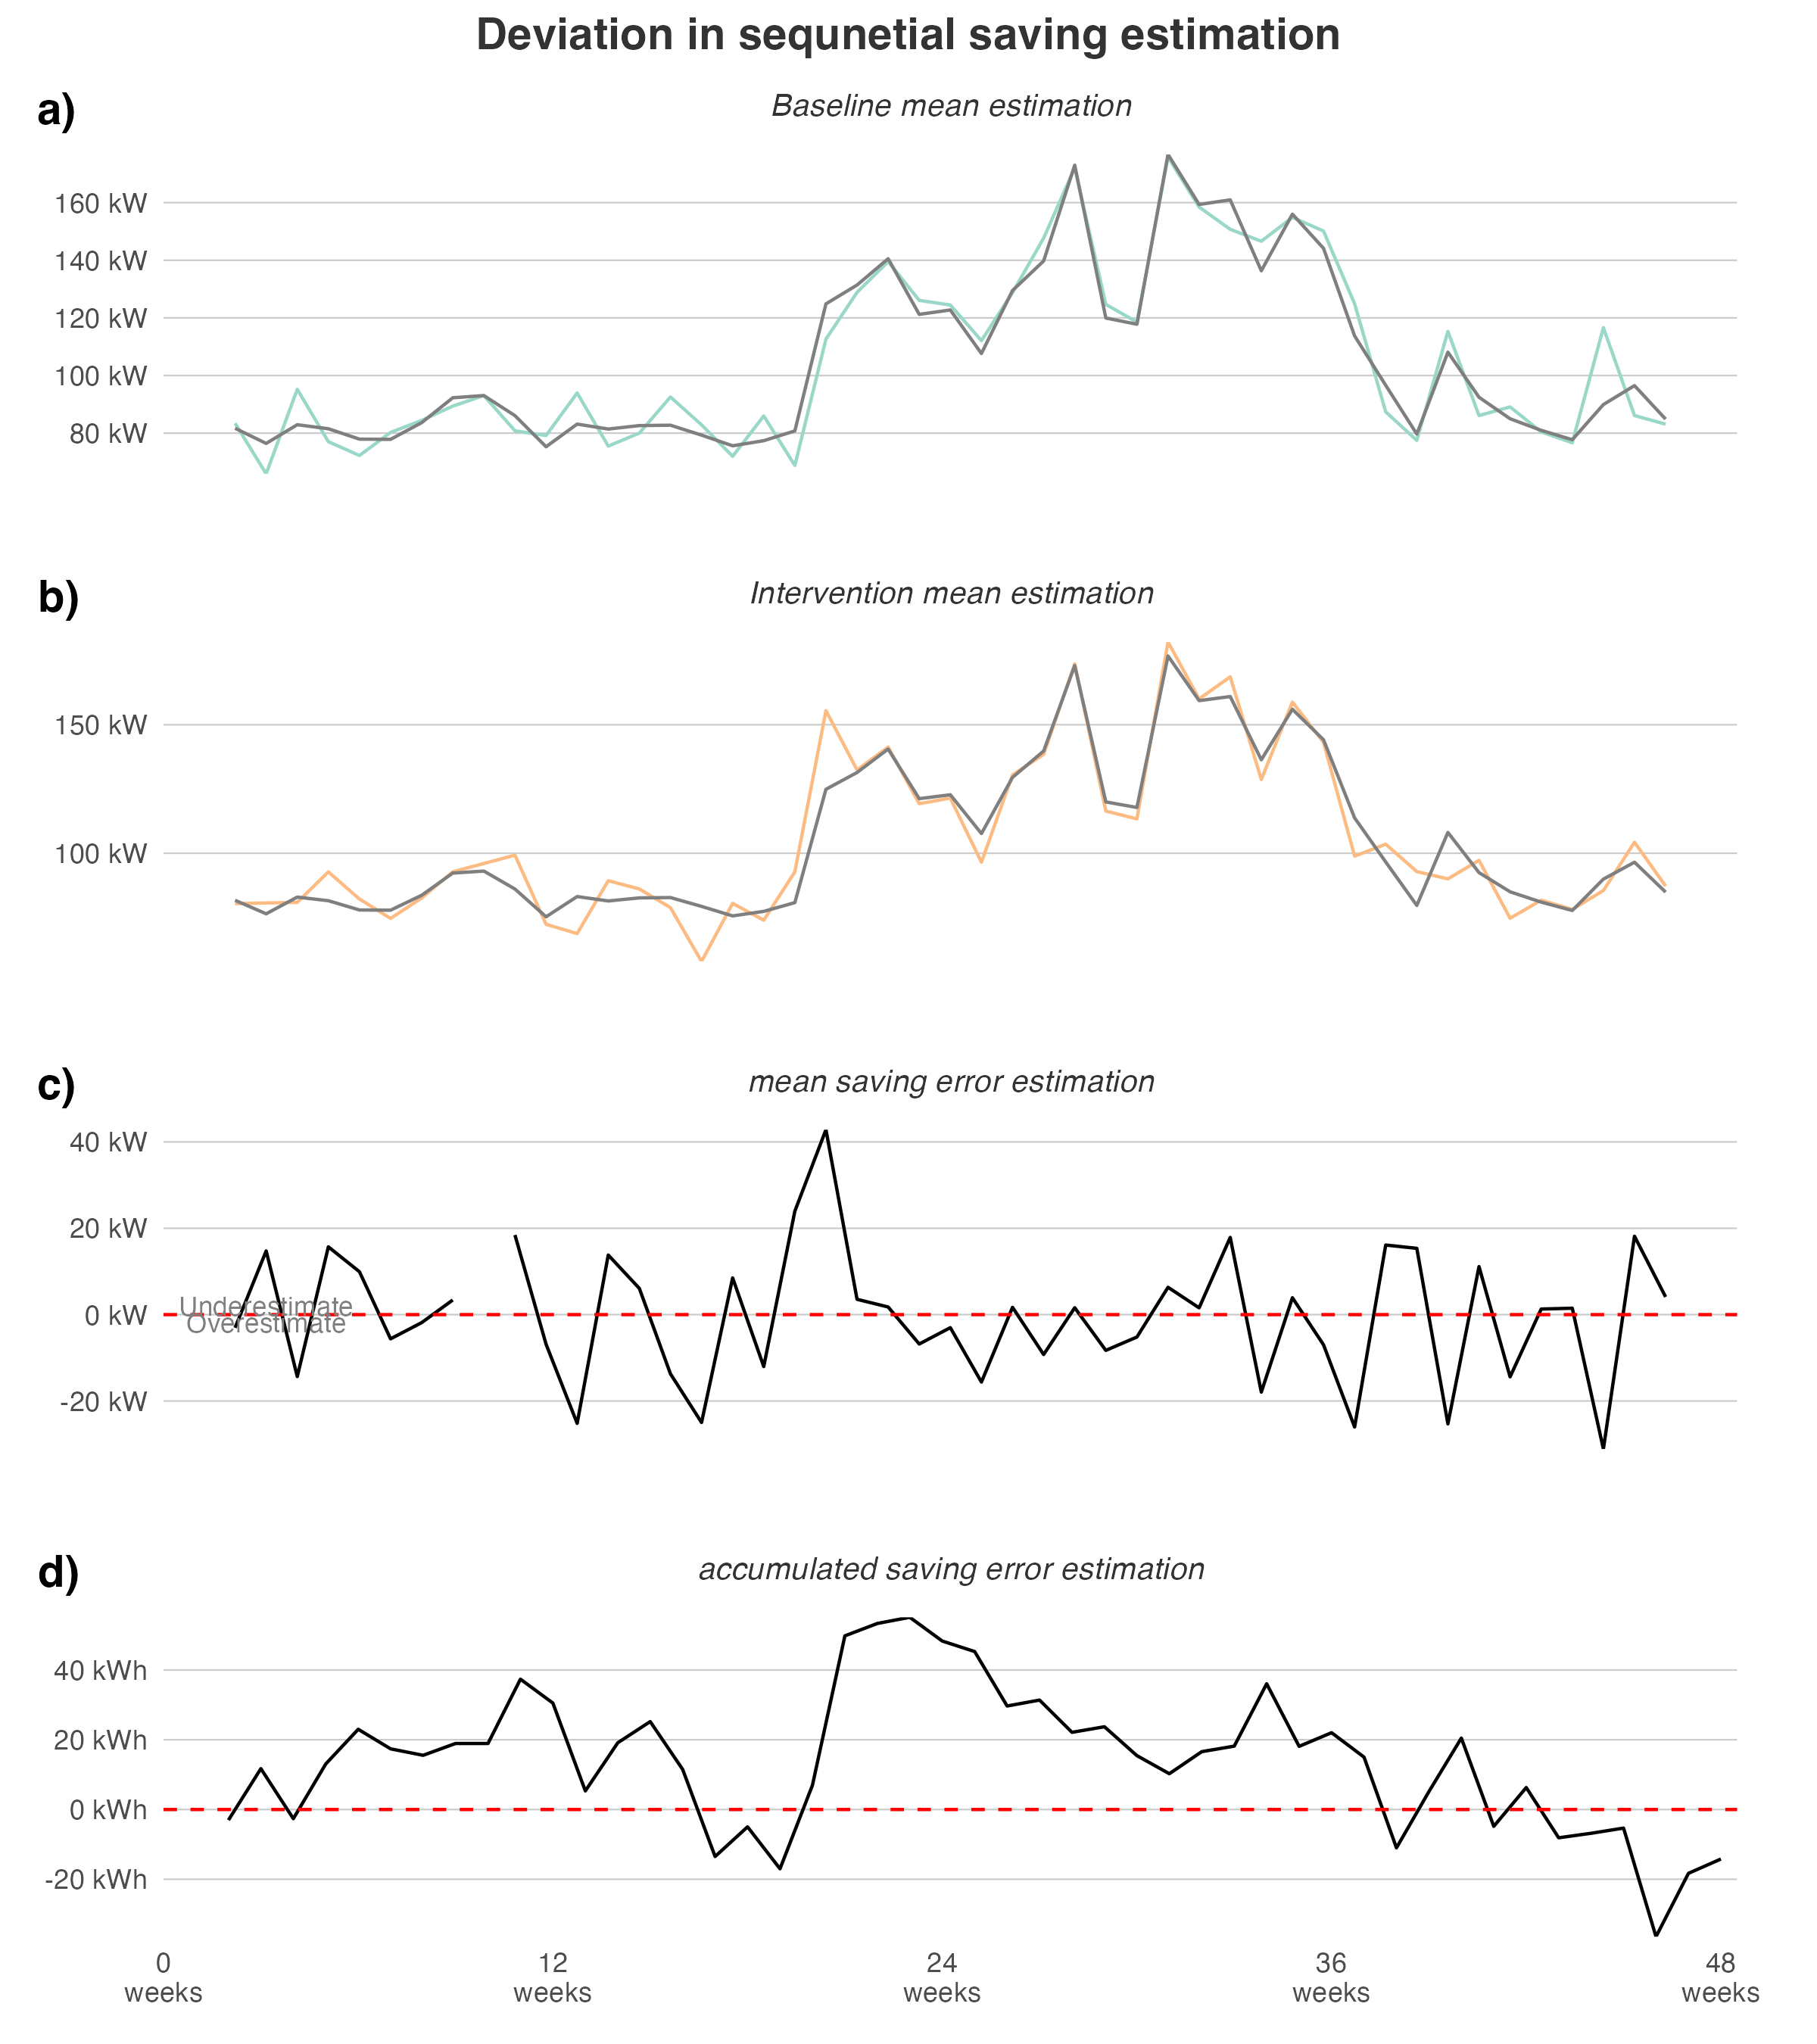 Deviation in sequnetial saving estimation
a)
Baseline mean estimation
160 kW
140 kW
120 kW
100 kW
80 kW
b)
Intervention mean estimation
150 kW
100 kW
c)
mean saving error estimation
40 kW
20 kW
Underestimate
0 kW
Overestimate
-20 kW
d)
accumulated saving error estimation
40 kWh
20 kWh
0 kWh
-20 kWh
0 12 24 36 48
weeks weeks weeks weeks weeks